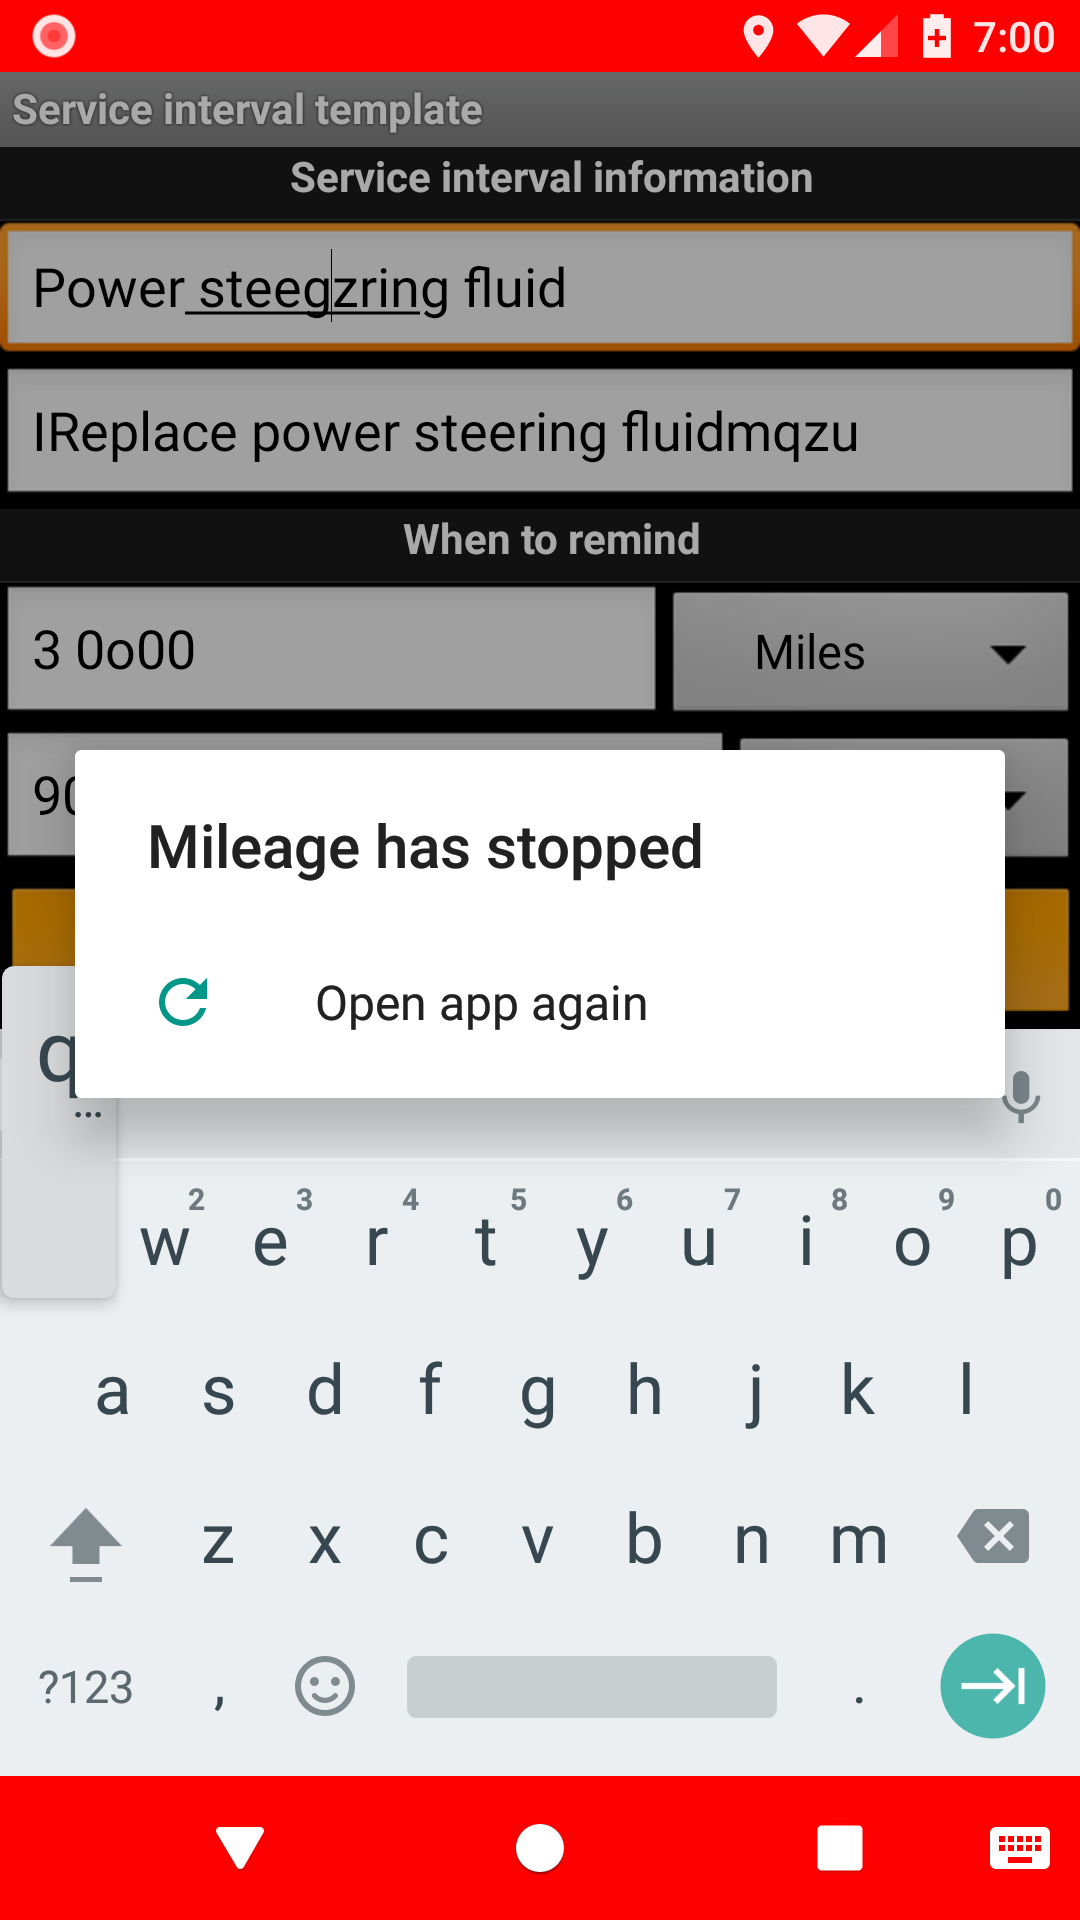 7:00
Service interval template
Service interval information
Power steegzring fluid
IReplace power steering fluidmqzu
When to remind
3 0o00
Miles
Mileage has stopped
Open app again
...
2 3 4 5 6 7 8 9 0
w e r t y u i o p
a s d f g h j k l
z x c v b n m
?123 , .